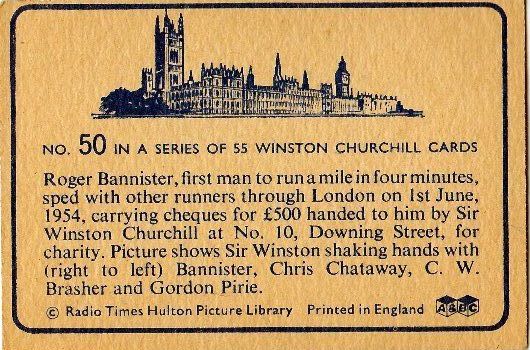 NO. 50 IN A SERIES OF 55 WINSTON CHURCHILL CARDS
Roger Bannister, first man to run a mile in four minutes,
sped with other runners through London on 1st June,
1954, carrying cheques for £500 handed to him by Sir
Winston Churchill at No. 10, Downing Street, for
charity. Picture shows Sir Winston shaking hands with
(right to left) Bannister, Chris Chataway, C. W.
Brasher and Gordon Pirie.
© Radio Times Hulton Picture Library Printed in England A&BC